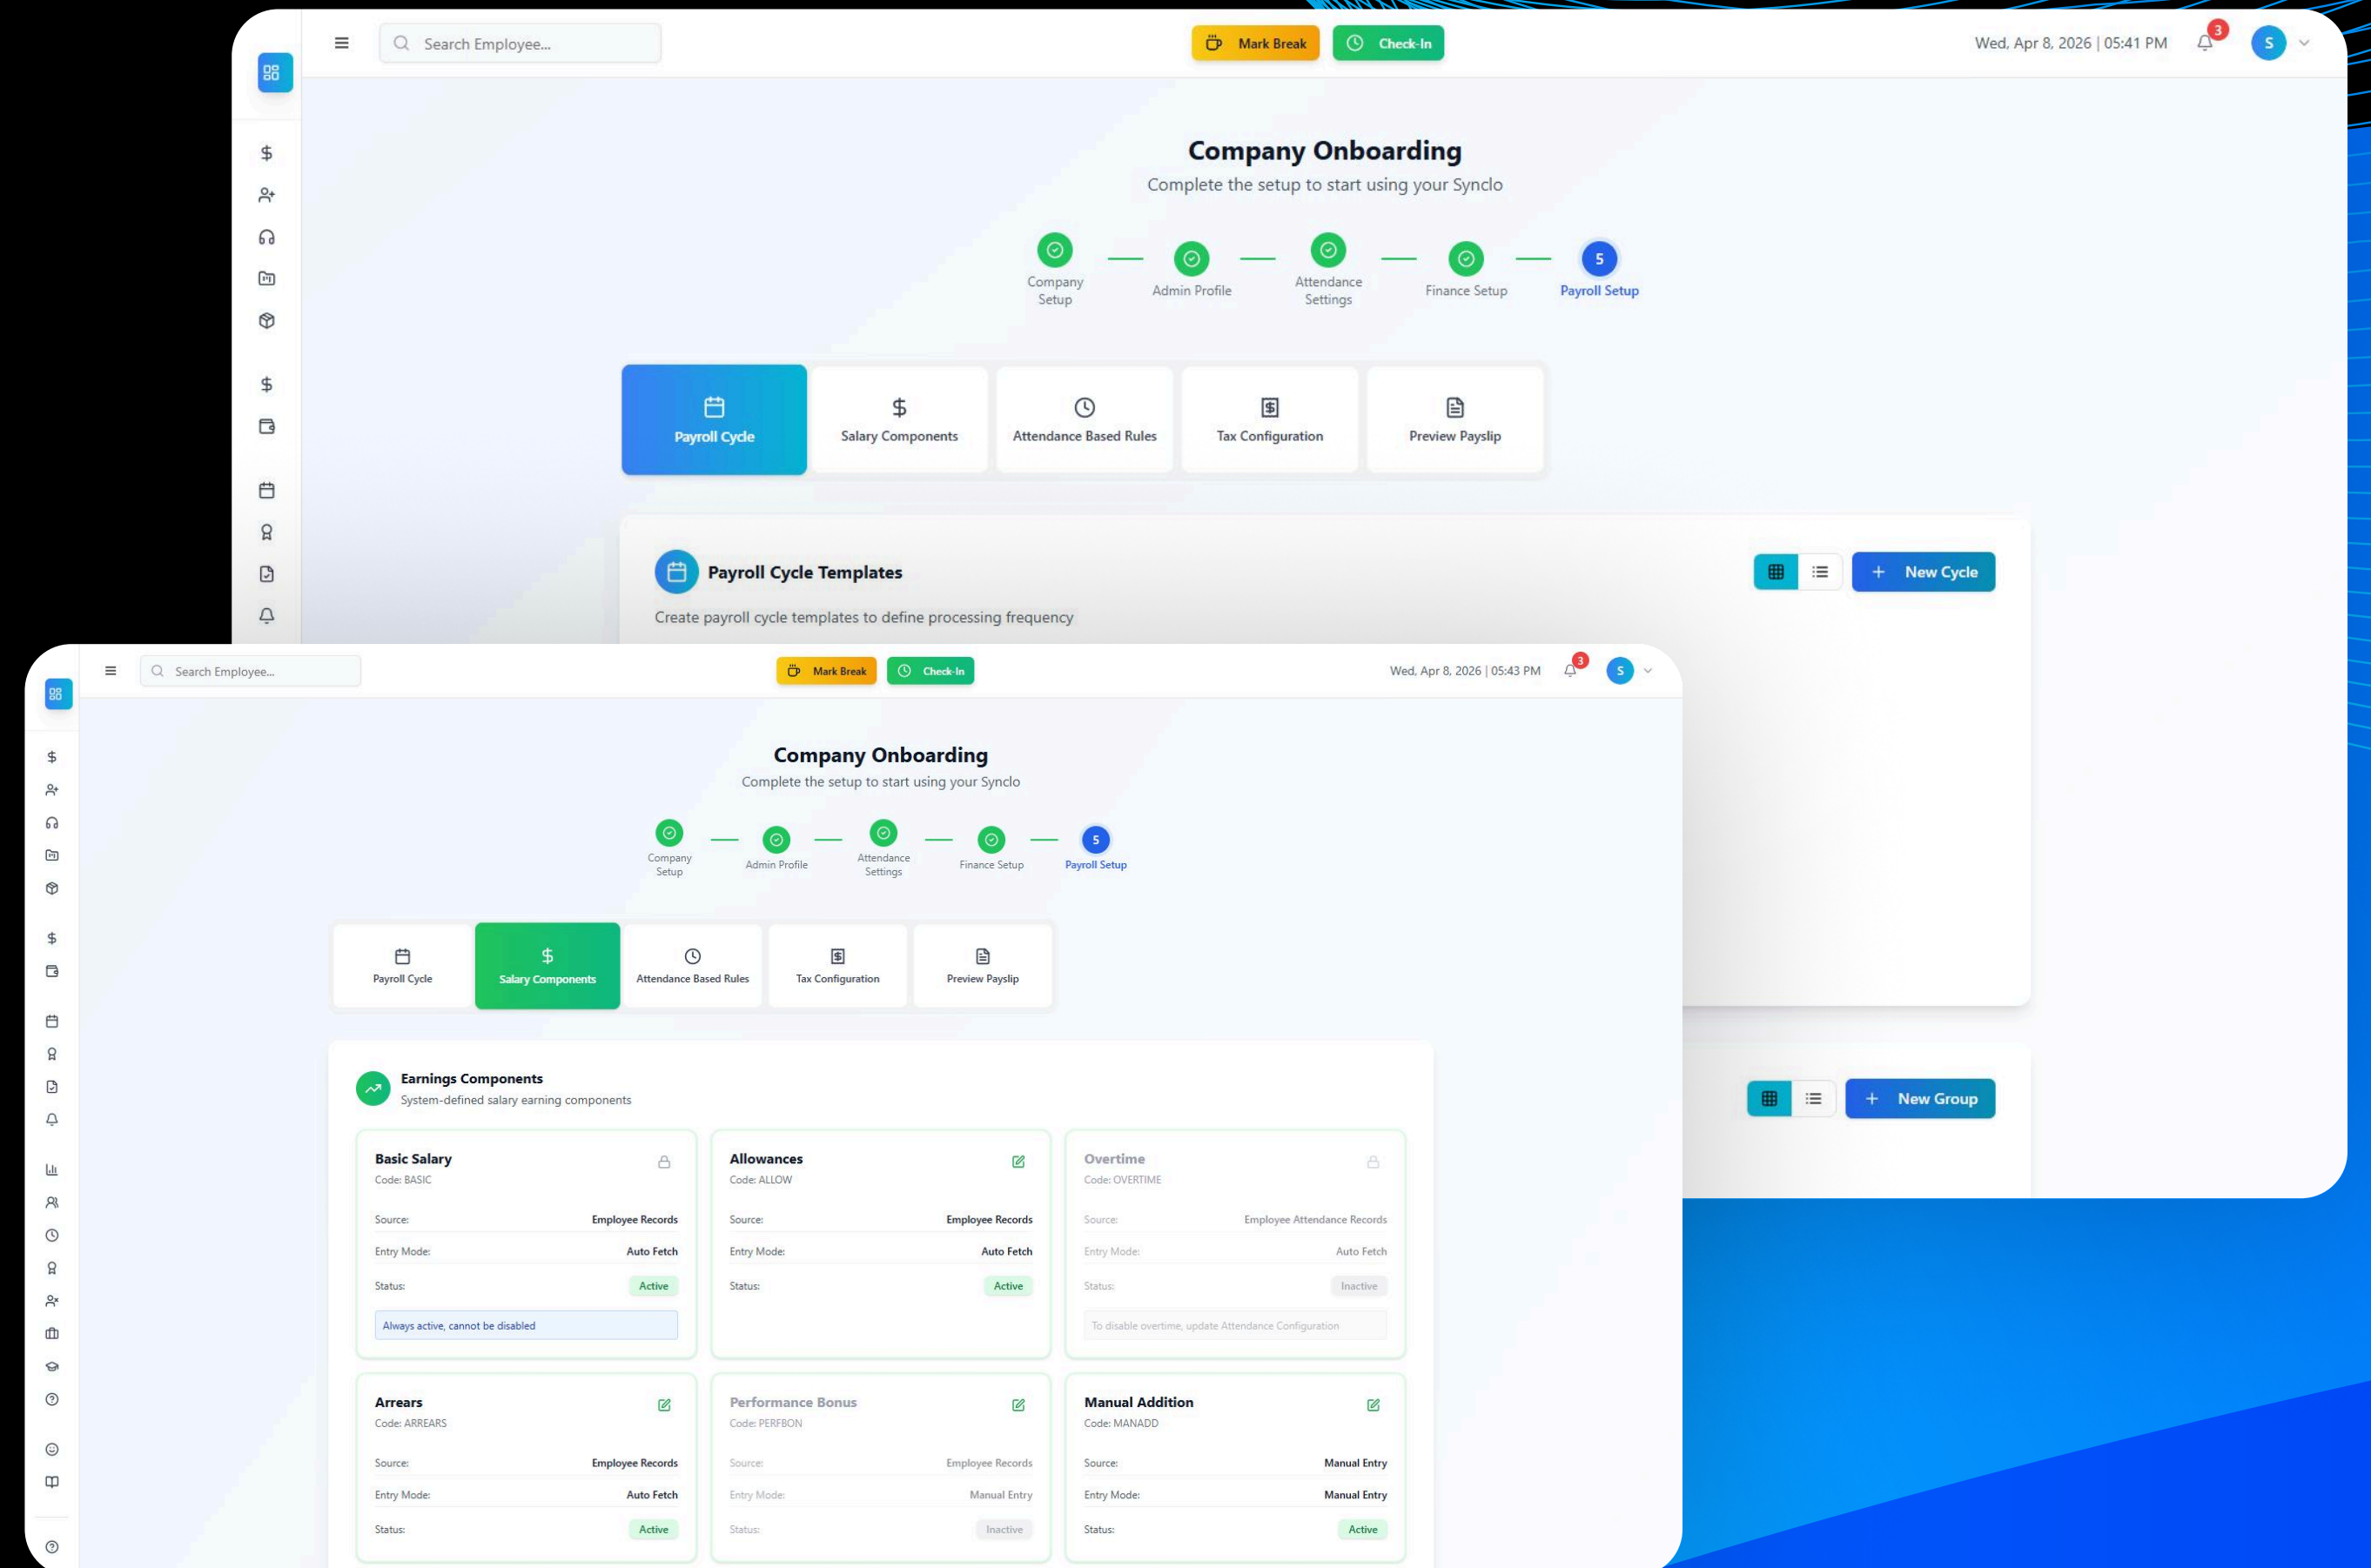 Search Employee...
Mark Break
Check-In
Wed, Apr 8, 2026 | 05:41 PM
3
S
Company Onboarding
Complete the setup to start using your Synclo
5
Company
Setup
Admin Profile
Attendance
Settings
Finance Setup
Payroll Setup
Payroll Cycle
Salary Components
Attendance Based Rules
Tax Configuration
Preview Payslip
Payroll Cycle Templates
New Cycle
Create payroll cycle templates to define processing frequency
New Group
Search Employee...
Mark Break
Check-In
Wed, Apr 8, 2026 | 05:43 PM
3
S
Company Onboarding
Complete the setup to start using your Synclo
5
Company
Setup
Admin Profile
Attendance
Settings
Finance Setup
Payroll Setup
Payroll Cycle
Salary Components
Attendance Based Rules
Tax Configuration
Preview Payslip
Earnings Components
System-defined salary earning components
Basic Salary
Code: BASIC
Source: Employee Records
Entry Mode: Auto Fetch
Status: Active
Always active, cannot be disabled
Allowances
Code: ALLOW
Source: Employee Records
Entry Mode: Auto Fetch
Status: Active
Overtime
Code: OVERTIME
Source: Employee Attendance Records
Entry Mode: Auto Fetch
Status: Inactive
To disable overtime, update Attendance Configuration
Arrears
Code: ARREARS
Source: Employee Records
Entry Mode: Auto Fetch
Status: Active
Performance Bonus
Code: PERFBON
Source: Employee Records
Entry Mode: Manual Entry
Status: Inactive
Manual Addition
Code: MANADD
Source: Manual Entry
Entry Mode: Manual Entry
Status: Active